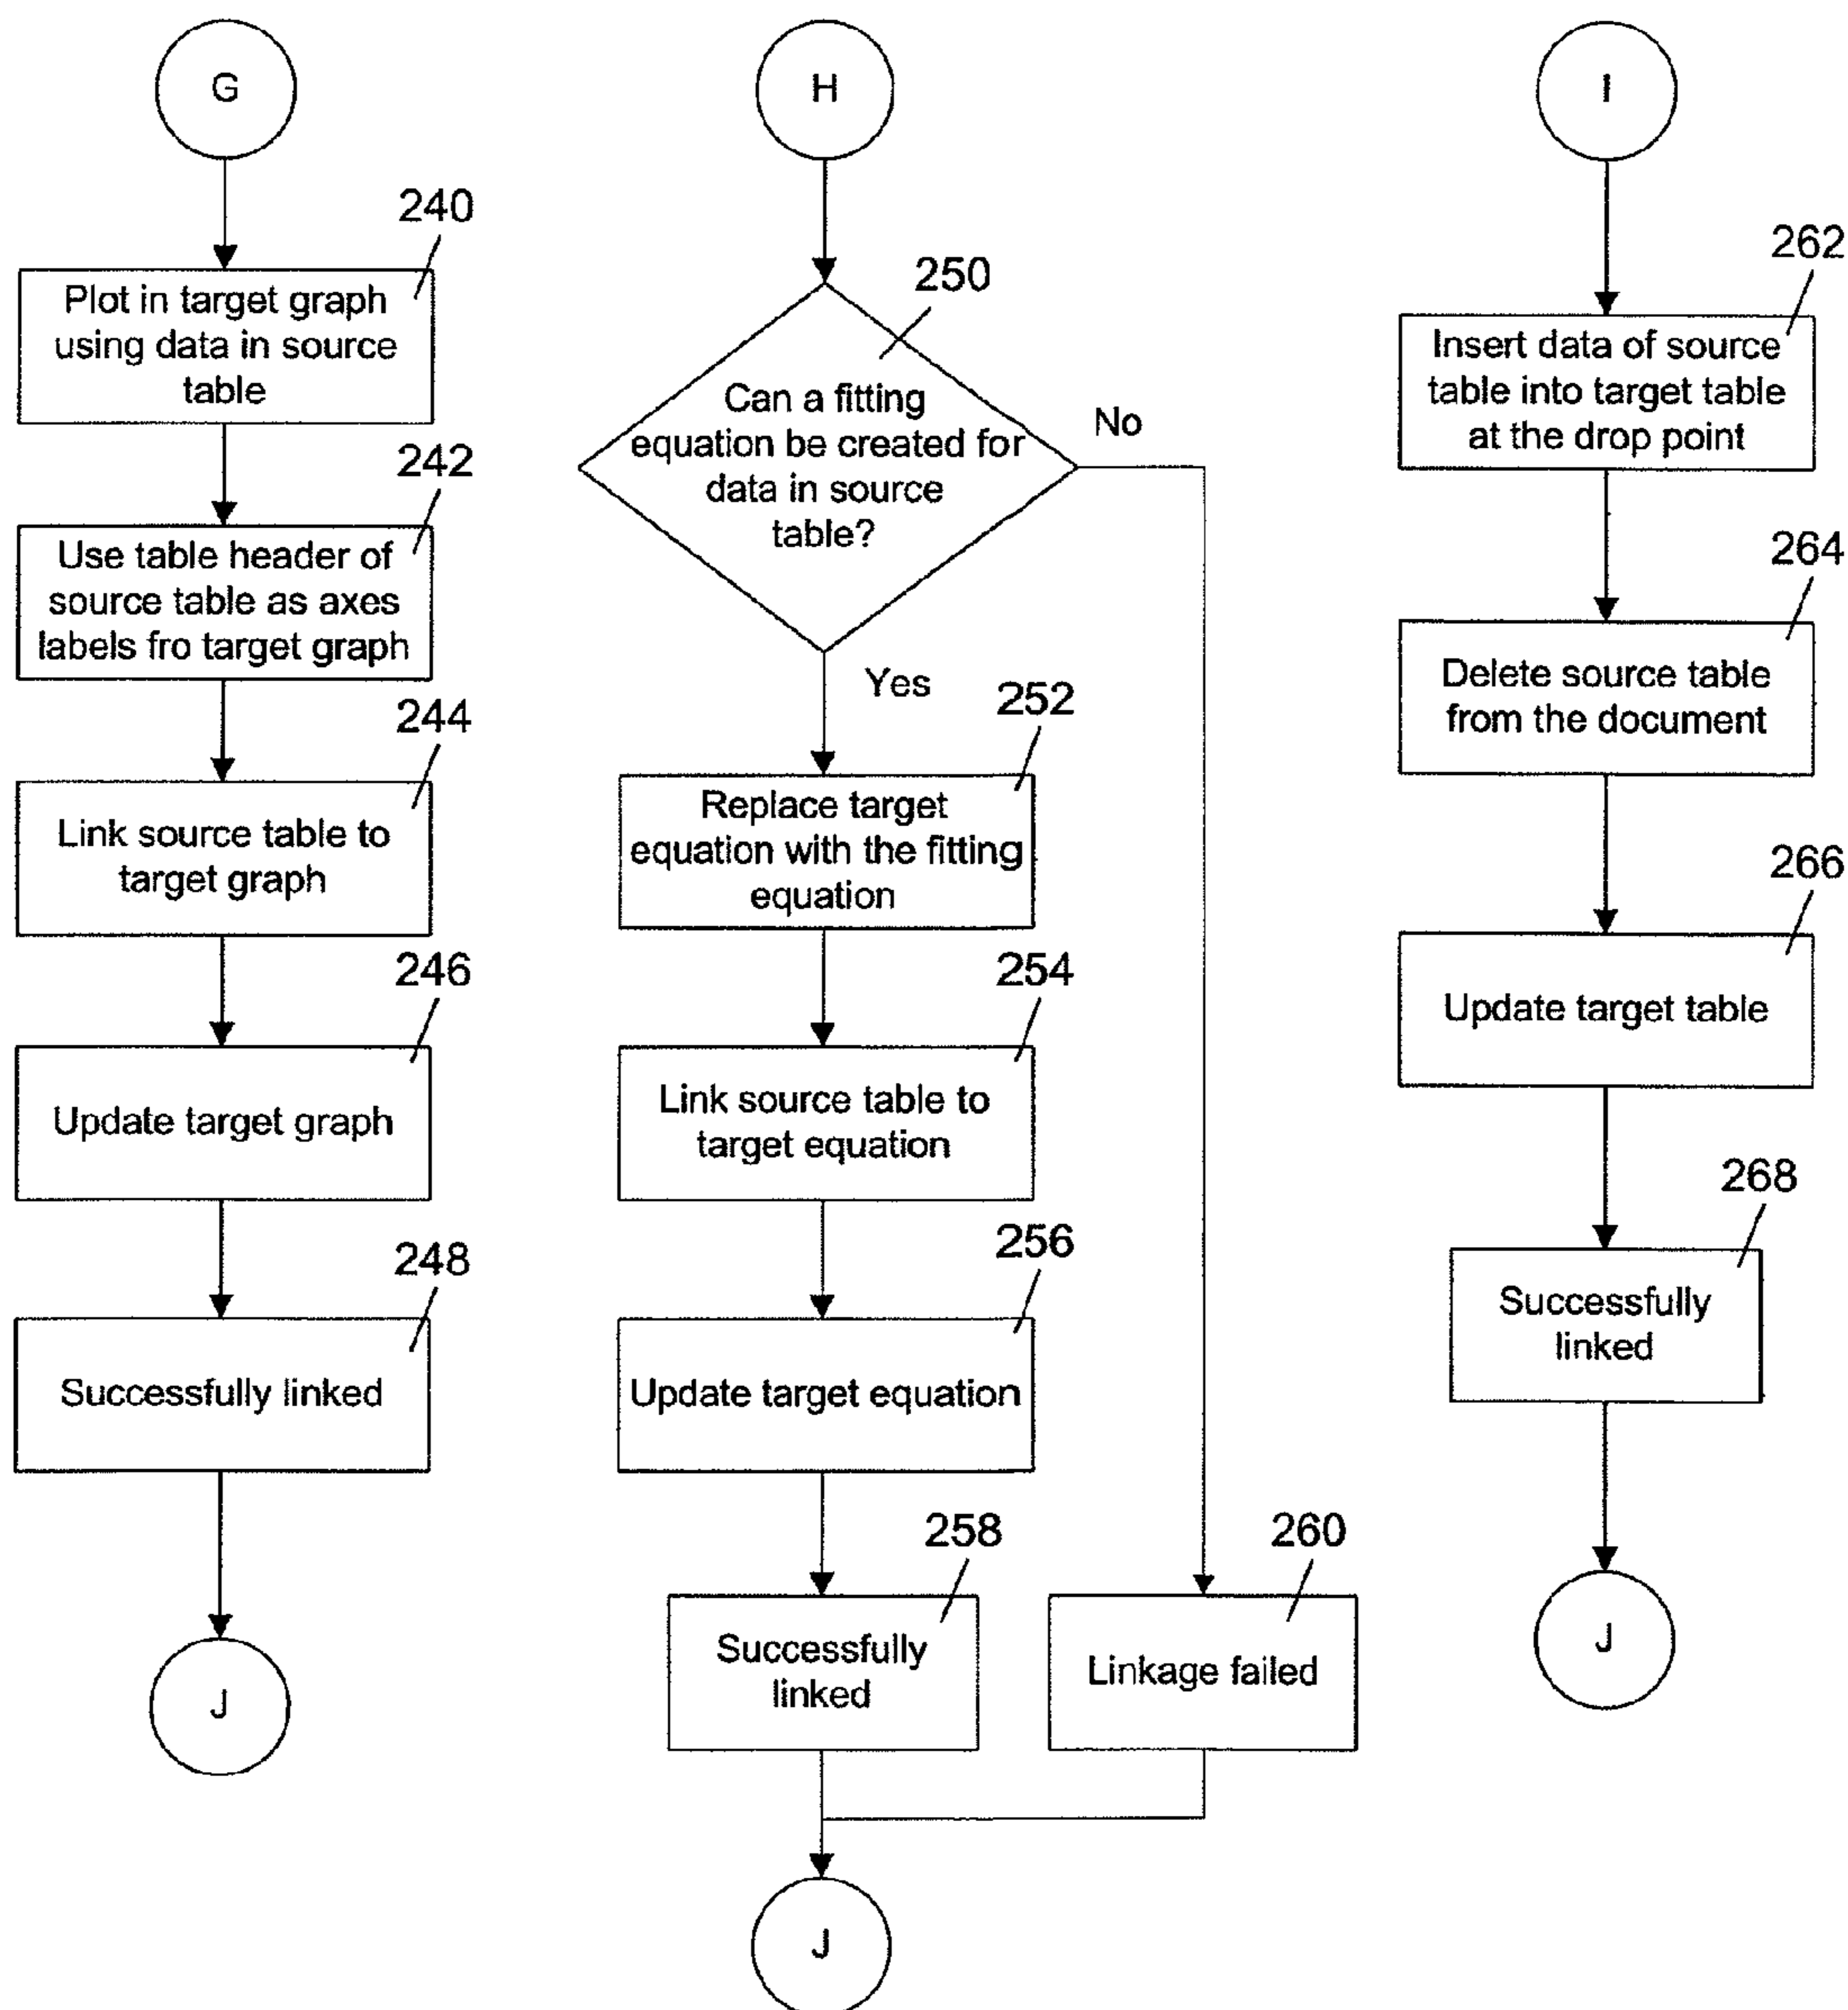 G
240
Plot in target graph
using data in source
table
242
Use table header of
source table as axes
labels fro target graph
244
Link source table to
target graph
246
Update target graph
248
Successfully linked
J
H
250
Can a fitting
equation be created for
data in source
table?
No
Yes
252
Replace target
equation with the fitting
equation
254
Link source table to
target equation
256
Update target equation
258
Successfully
linked
260
Linkage failed
J
I
262
Insert data of source
table into target table
at the drop point
264
Delete source table
from the document
266
Update target table
268
Successfully
linked
J